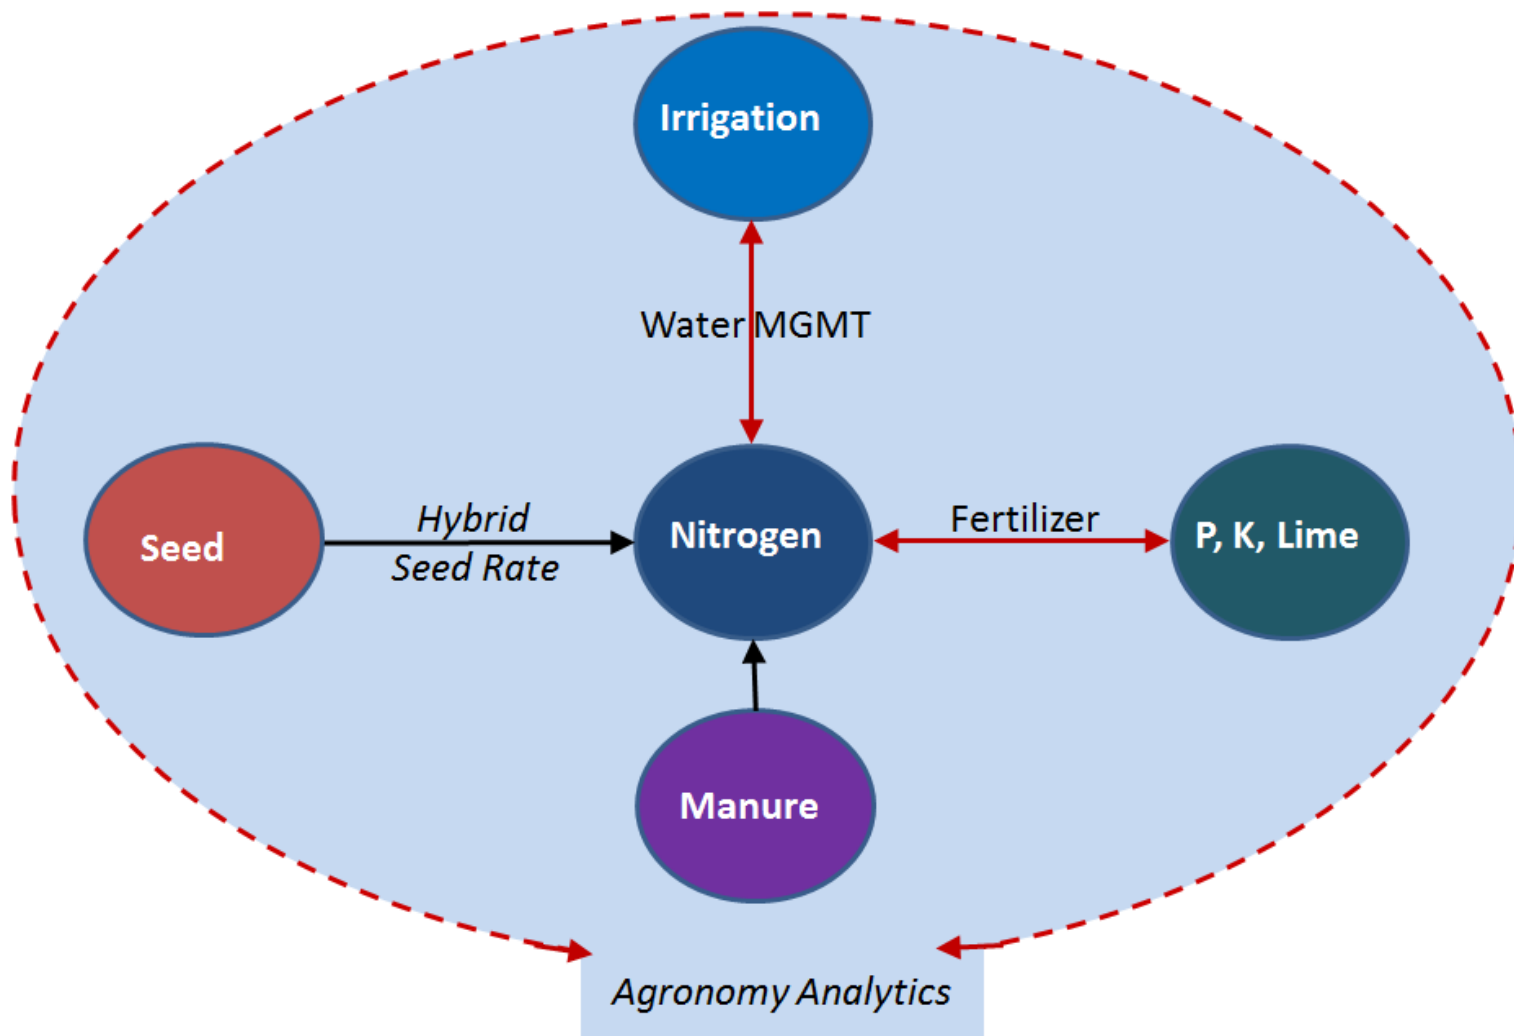 Irrigation
Water MGMT
Seed
Hybrid
Seed Rate
Nitrogen
Fertilizer
P, K, Lime
Manure
Agronomy Analytics